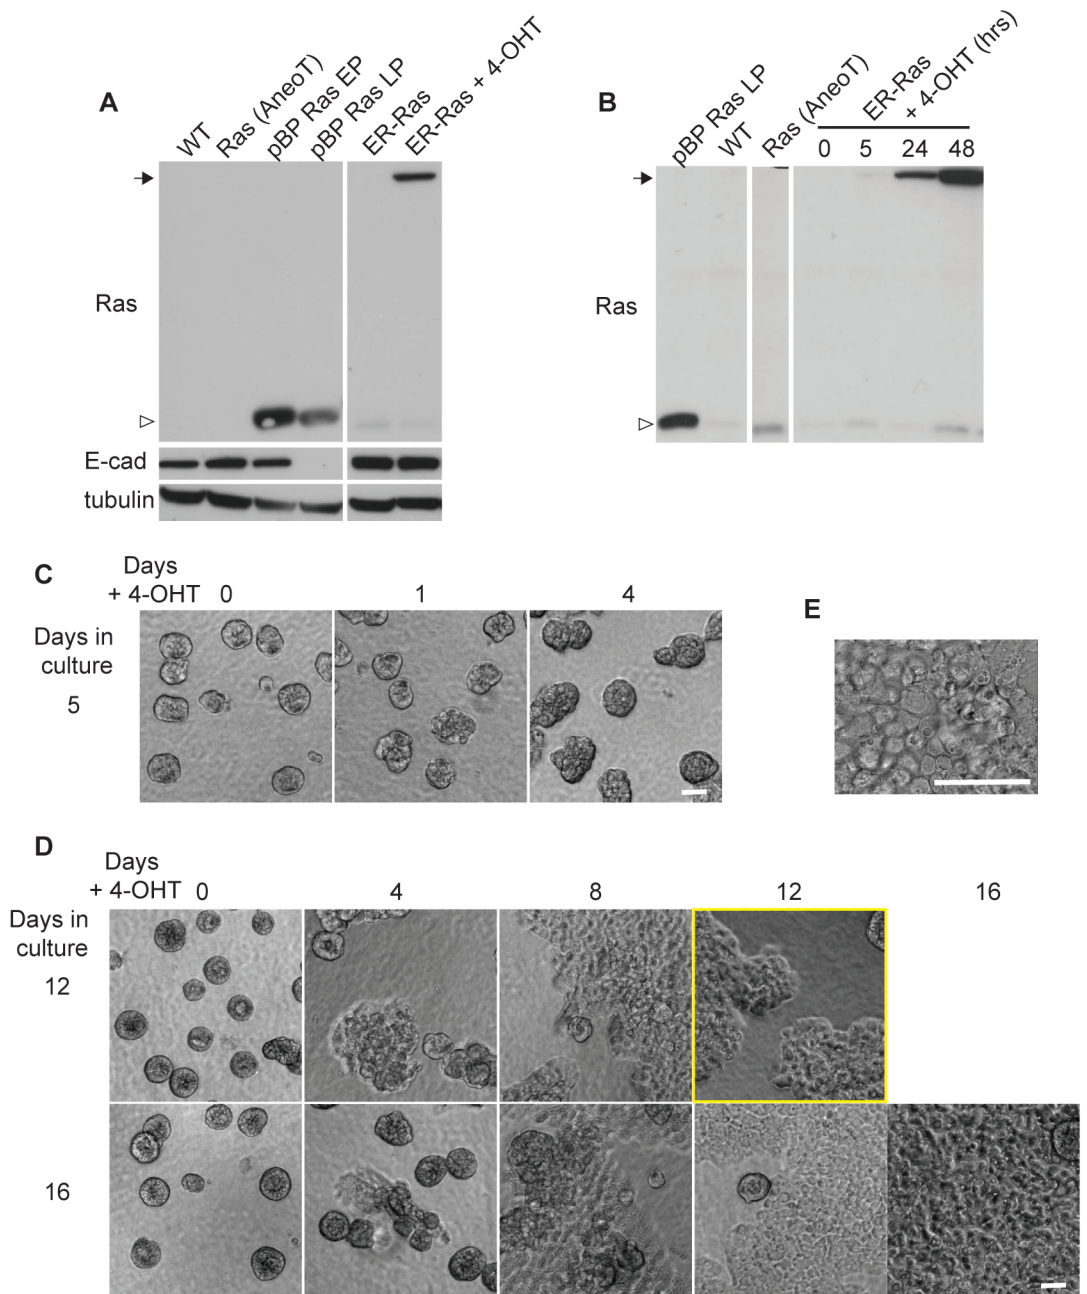 A
WT
Ras (AneoT)
pBP Ras EP
pBP Ras LP
ER-Ras
ER-Ras + 4-OHT
Ras
E-cad
tubulin
B
pBP Ras LP
WT
Ras (AneoT)
ER-Ras
+ 4-OHT (hrs)
0 5 24 48
Ras
C
Days
+ 4-OHT 0 1 4
Days in
culture
5
E
D
Days
+ 4-OHT 0 4 8 12 16
Days in
culture
12
16